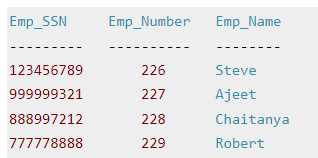 Emp_SSN Emp_Number Emp_Name
--------- ---------- --------
123456789 226 Steve
999999321 227 Ajeet
888997212 228 Chaitanya
777778888 229 Robert